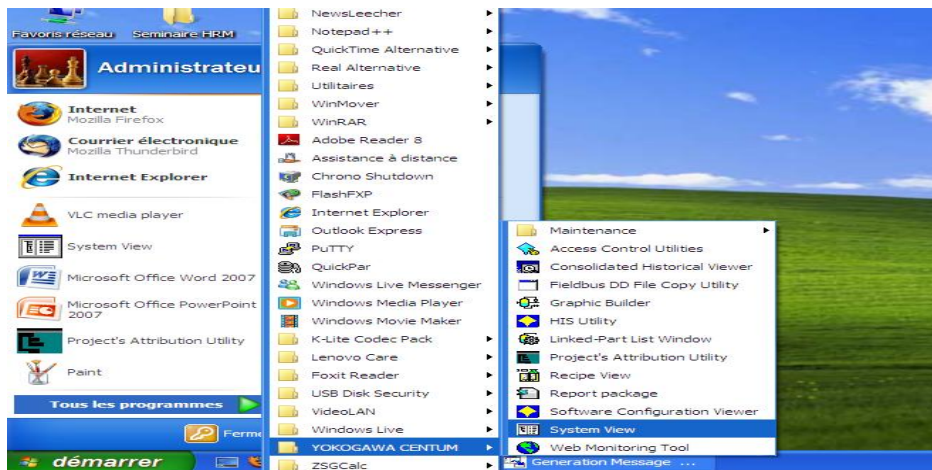 Favoris réseau
Seminaire HRM
Administrateu
Internet
Mozilla Firefox
Courrier électronique
Mozilla Thunderbird
Internet Explorer
VLC media player
System View
Microsoft Office Word 2007
Microsoft Office PowerPoint
2007
Project's Attribution Utility
Paint
Tous les programmes
Ferme
démarrer
NewsLeecher
Notepad++
QuickTime Alternative
Real Alternative
Utilitaires
WinMover
WinRAR
Adobe Reader 8
Assistance à distance
Chrono Shutdown
FlashFXP
Internet Explorer
Outlook Express
PuTTY
QuickPar
Windows Live Messenger
Windows Media Player
Windows Movie Maker
K-Lite Codec Pack
Lenovo Care
Foxit Reader
USB Disk Security
VideoLAN
Windows Live
YOKOGAWA CENTUM
ZSGCalc
Maintenance
Access Control Utilities
Consolidated Historical Viewer
Fieldbus DD File Copy Utility
Graphic Builder
HIS Utility
Linked-Part List Window
Project's Attribution Utility
Recipe View
Report package
Software Configuration Viewer
System View
Web Monitoring Tool
Generation Message ...